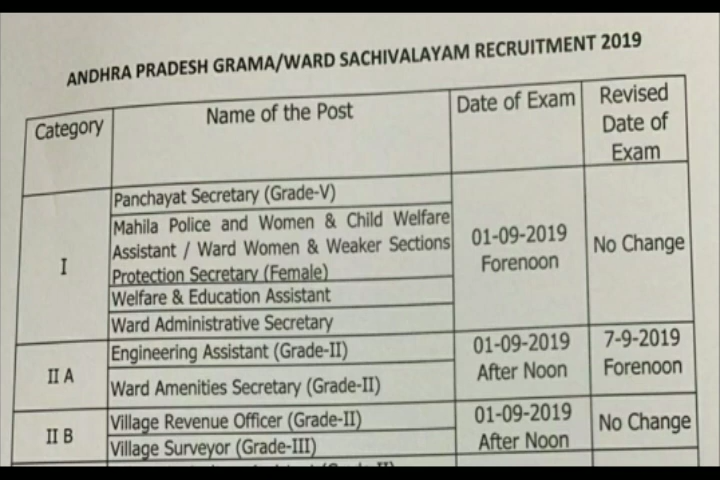 ANDHRA PRADESH GRAMA/WARD SACHIVALAYAM RECRUITMENT 2019
Category
Name of the Post
Date of Exam
Revised
Date of
Exam
I
Panchayat Secretary (Grade-V)
Mahila Police and Women & Child Welfare
Assistant / Ward Women & Weaker Sections
Protection Secretary (Female)
Welfare & Education Assistant
Ward Administrative Secretary
01-09-2019
Forenoon
No Change
II A
Engineering Assistant (Grade-II)
Ward Amenities Secretary (Grade-II)
01-09-2019
After Noon
7-9-2019
Forenoon
II B
Village Revenue Officer (Grade-II)
Village Surveyor (Grade-III)
01-09-2019
After Noon
No Change